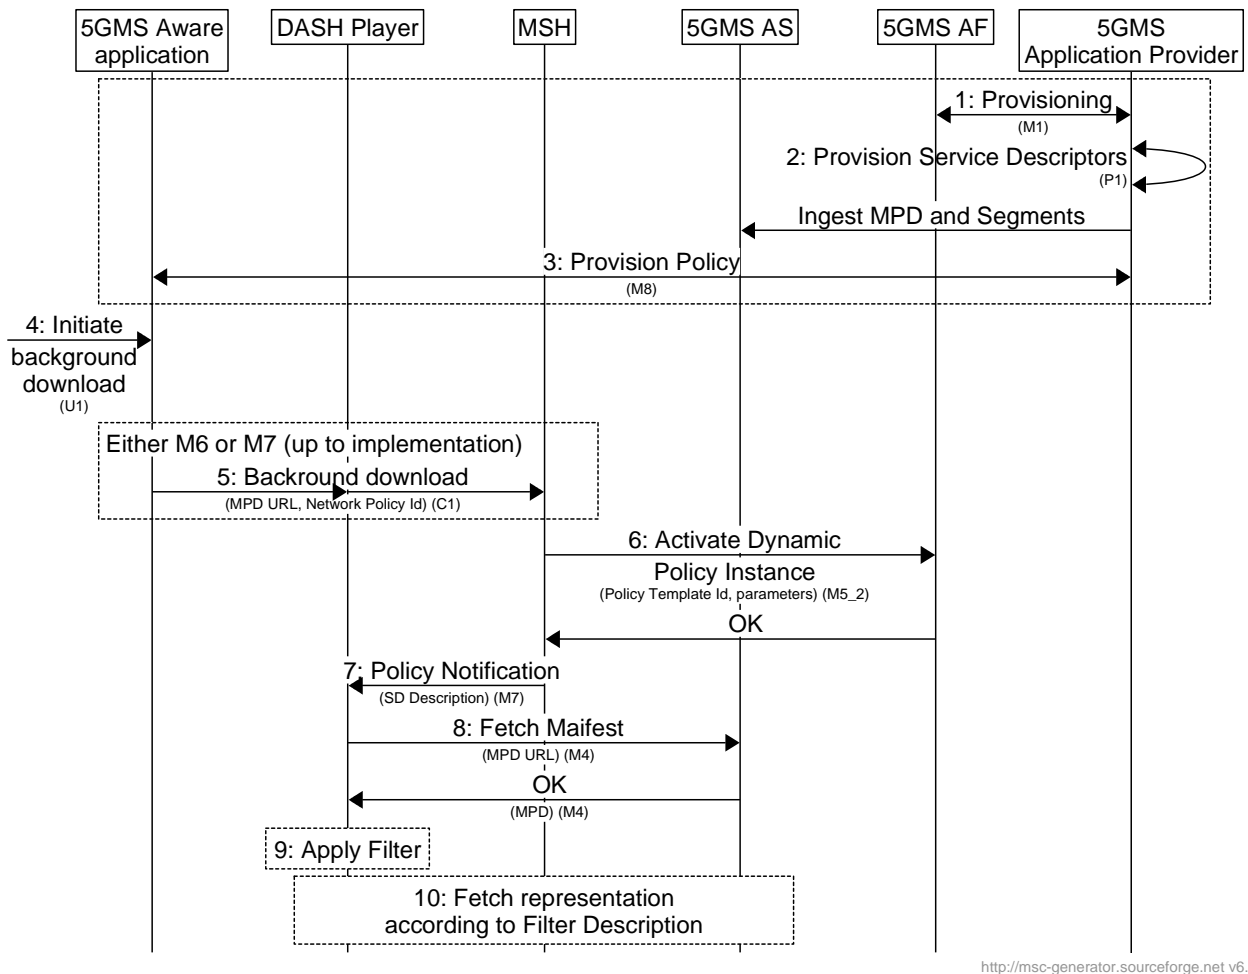 5GMS Aware
application
DASH Player
MSH
5GMS AS
5GMS AF
5GMS
Application Provider
1: Provisioning
(M1)
2: Provision Service Descriptors
(P1)
Ingest MPD and Segments
3: Provision Policy
(M8)
4: Initiate
background
download
(U1)
Either M6 or M7 (up to implementation)
5: Backround download
(MPD URL, Network Policy Id) (C1)
6: Activate Dynamic
Policy Instance
(Policy Template Id, parameters) (M5_2)
OK
7: Policy Notification
(SD Description) (M7)
8: Fetch Maifest
(MPD URL) (M4)
OK
(MPD) (M4)
9: Apply Filter
10: Fetch representation
according to Filter Description
http://msc-generator.sourceforge.net v6.